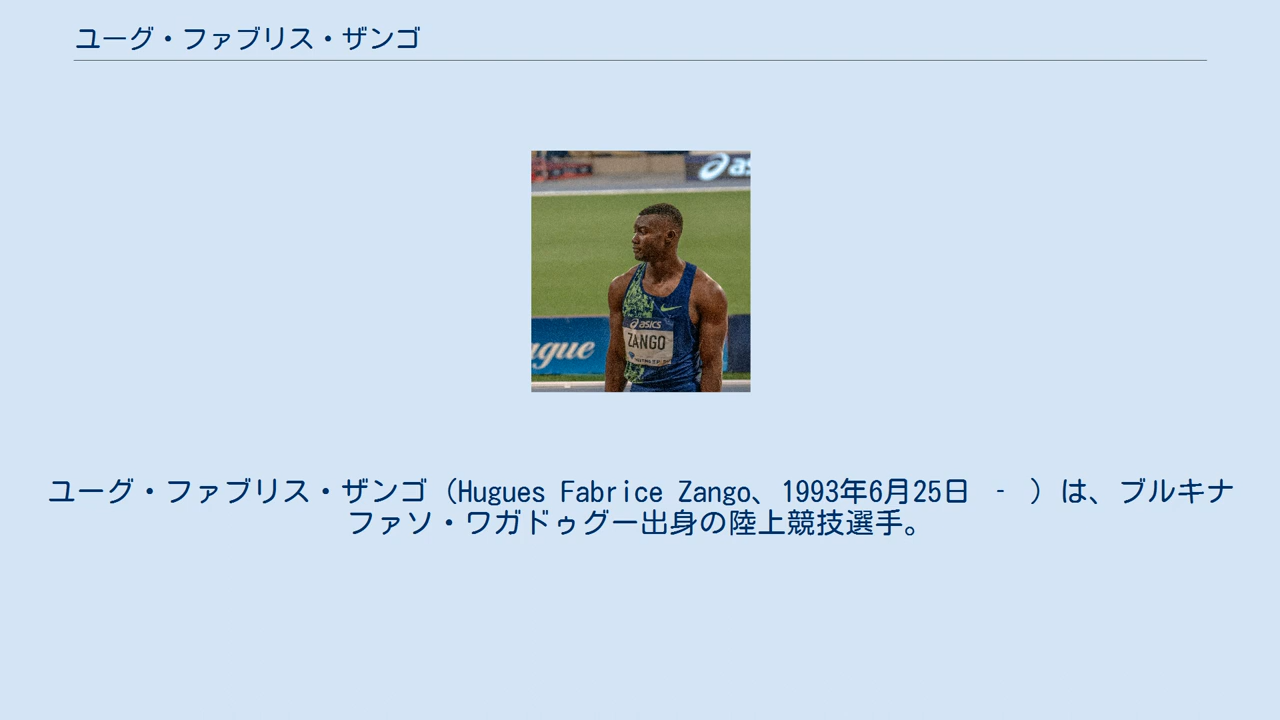 ユーグ・ファブリス・ザンゴ
as
asics
ZANGO
ague
ユーグ・ファブリス・ザンゴ（Hugues Fabrice Zango、1993年6月25日 - ）は、ブルキナ
ファソ・ワガドゥグー出身の陸上競技選手。